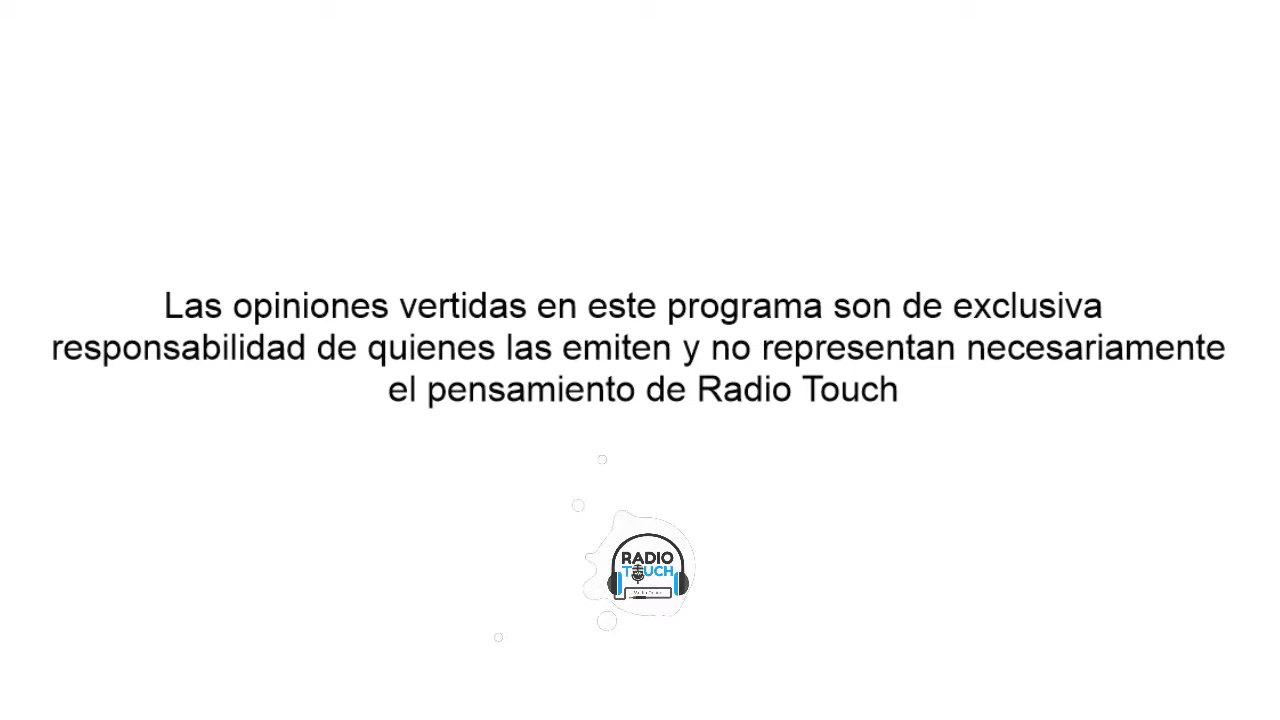 Las opiniones vertidas en este programa son de exclusiva
responsabilidad de quienes las emiten y no representan necesariamente
el pensamiento de Radio Touch
RADIO
TOUCH